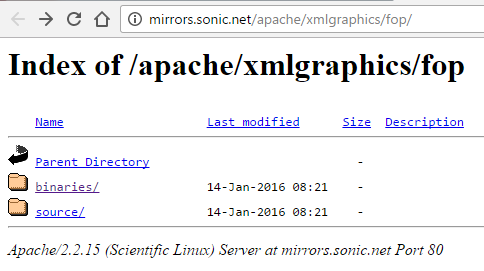 mirrors.sonic.net/apache/xmlgraphics/fop/
Index of /apache/xmlgraphics/fop
Name Last modified Size Description
Parent Directory -
binaries/ 14-Jan-2016 08:21 -
source/ 14-Jan-2016 08:21 -
Apache/2.2.15 (Scientific Linux) Server at mirrors.sonic.net Port 80